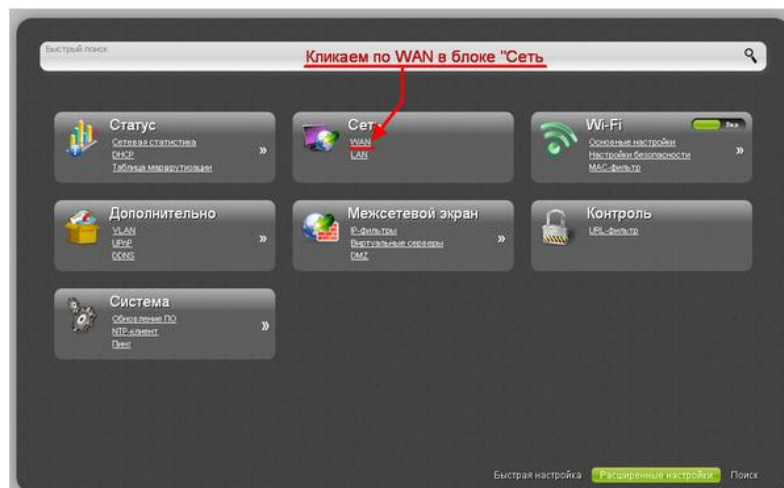 Быстрый поиск
Кликаем по WAN в блоке "Сеть
Статус
Сетевая статистика
DHCP
Таблица маршрутизации
Сеть
WAN
LAN
Wi-Fi
Вкл
Основные настройки
Настройки безопасности
MAC-фильтр
Дополнительно
VLAN
UPnP
DDNS
Межсетевой экран
IP-фильтры
Виртуальные серверы
DMZ
Контроль
URL-фильтр
Система
Обновление ПО
NTP-клиент
Пинг
Быстрая настройка Расширенные настройки Поиск